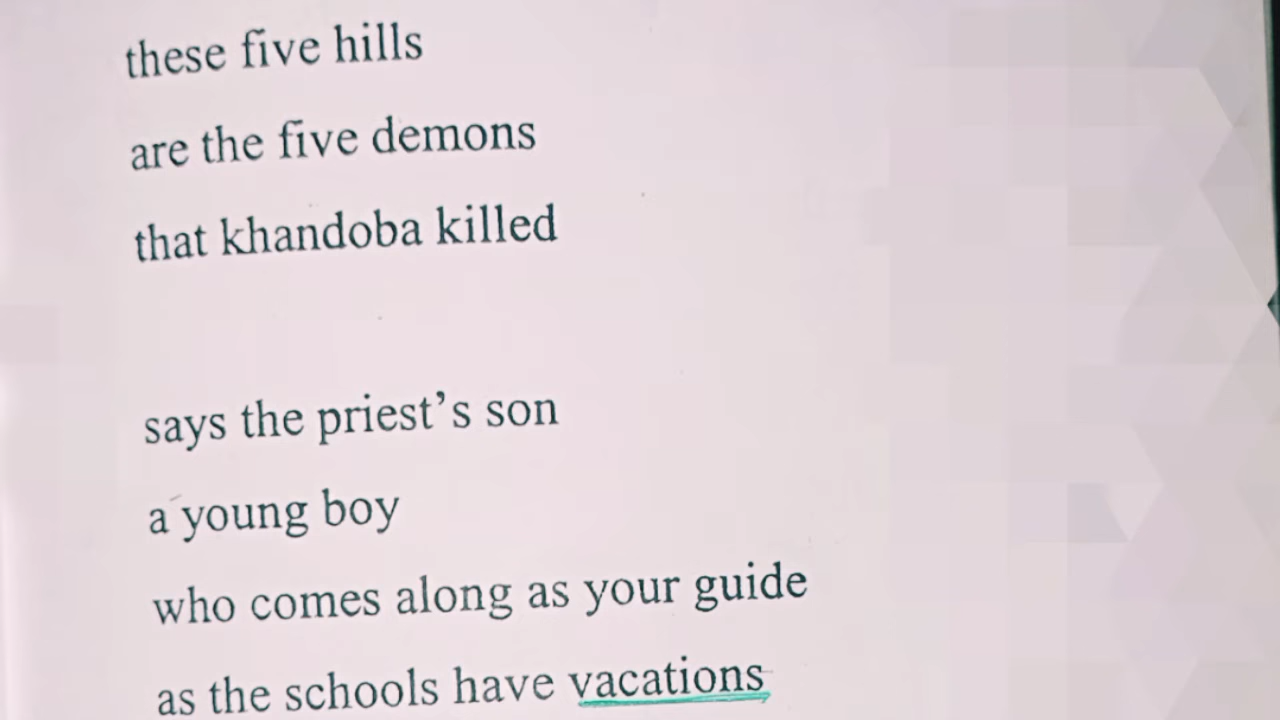 these five hills
are the five demons
that khandoba killed
says the priest’s son
a young boy
who comes along as your guide
as the schools have vacations